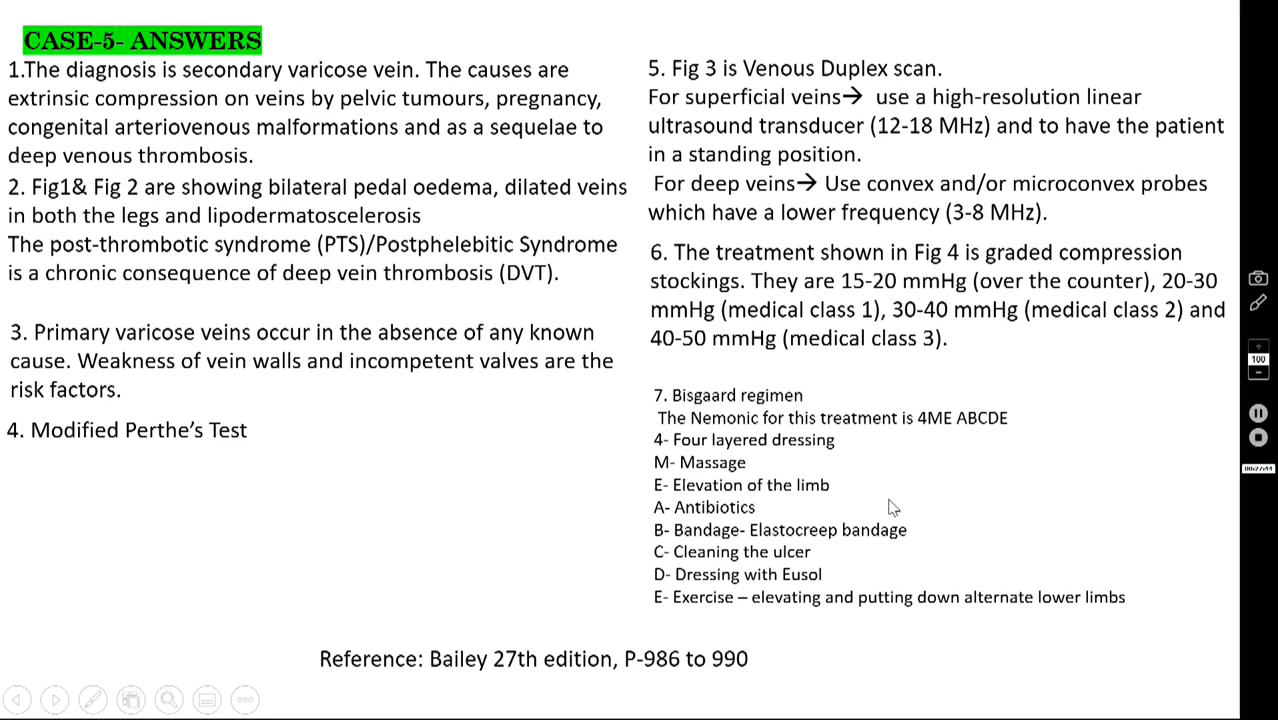 CASE-5- ANSWERS
1.The diagnosis is secondary varicose vein. The causes are
extrinsic compression on veins by pelvic tumours, pregnancy,
congenital arteriovenous malformations and as a sequelae to
deep venous thrombosis.
2. Fig1& Fig 2 are showing bilateral pedal oedema, dilated veins
in both the legs and lipodermatoscelerosis
The post-thrombotic syndrome (PTS)/Postphelebitic Syndrome
is a chronic consequence of deep vein thrombosis (DVT).
3. Primary varicose veins occur in the absence of any known
cause. Weakness of vein walls and incompetent valves are the
risk factors.
4. Modified Perthe’s Test
5. Fig 3 is Venous Duplex scan.
For superficial veins→ use a high-resolution linear
ultrasound transducer (12-18 MHz) and to have the patient
in a standing position.
For deep veins→ Use convex and/or microconvex probes
which have a lower frequency (3-8 MHz).
6. The treatment shown in Fig 4 is graded compression
stockings. They are 15-20 mmHg (over the counter), 20-30
mmHg (medical class 1), 30-40 mmHg (medical class 2) and
40-50 mmHg (medical class 3).
7. Bisgaard regimen
The Nemonic for this treatment is 4ME ABCDE
4- Four layered dressing
M- Massage
E- Elevation of the limb
A- Antibiotics
B- Bandage- Elastocreep bandage
C- Cleaning the ulcer
D- Dressing with Eusol
E- Exercise – elevating and putting down alternate lower limbs
Reference: Bailey 27th edition, P-986 to 990
100